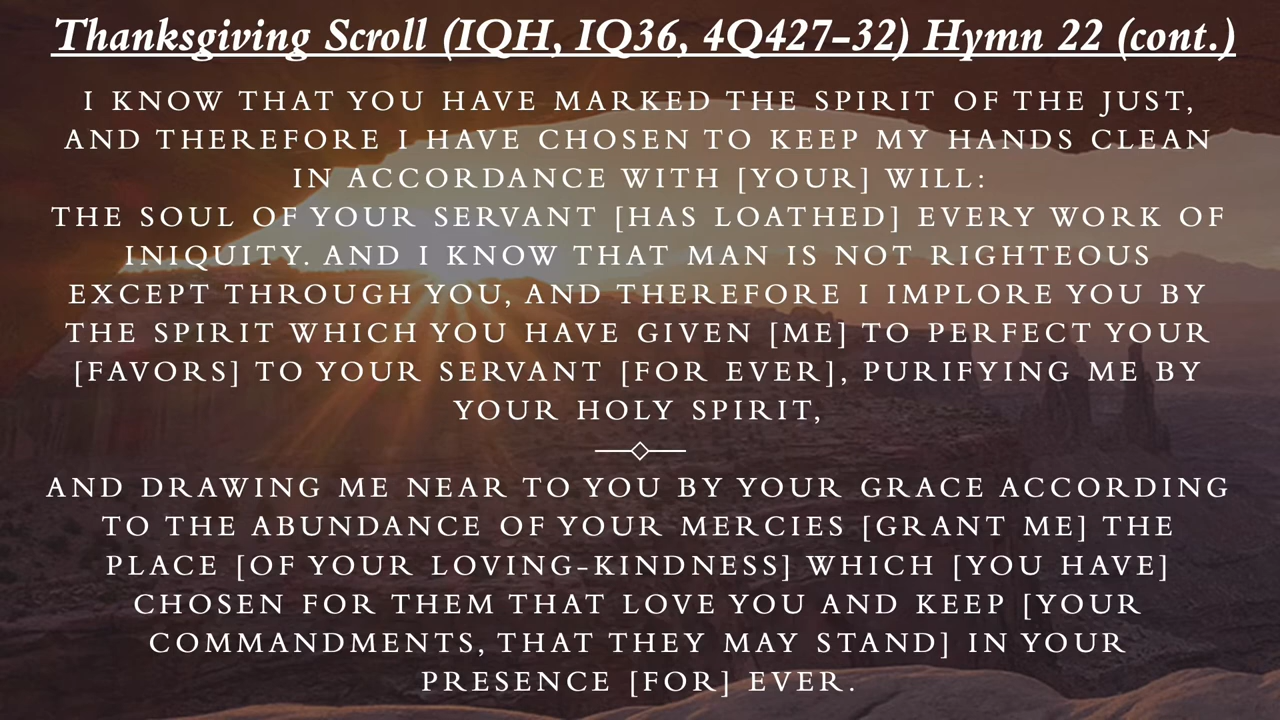 Thanksgiving Scroll (IQH, IQ36, 4Q427–32) Hymn 22 (cont.)
I KNOW THAT YOU HAVE MARKED THE SPIRIT OF THE JUST,
AND THEREFORE I HAVE CHOSEN TO KEEP MY HANDS CLEAN
IN ACCORDANCE WITH [YOUR] WILL:
THE SOUL OF YOUR SERVANT [HAS LOATHED] EVERY WORK OF
INIQUITY. AND I KNOW THAT MAN IS NOT RIGHTEOUS
EXCEPT THROUGH YOU, AND THEREFORE I IMPLORE YOU BY
THE SPIRIT WHICH YOU HAVE GIVEN [ME] TO PERFECT YOUR
[FAVORS] TO YOUR SERVANT [FOR EVER], PURIFYING ME BY
YOUR HOLY SPIRIT,
AND DRAWING ME NEAR TO YOU BY YOUR GRACE ACCORDING
TO THE ABUNDANCE OF YOUR MERCIES [GRANT ME] THE
PLACE [OF YOUR LOVING-KINDNESS] WHICH [YOU HAVE]
CHOSEN FOR THEM THAT LOVE YOU AND KEEP [YOUR
COMMANDMENTS, THAT THEY MAY STAND] IN YOUR
PRESENCE [FOR] EVER.